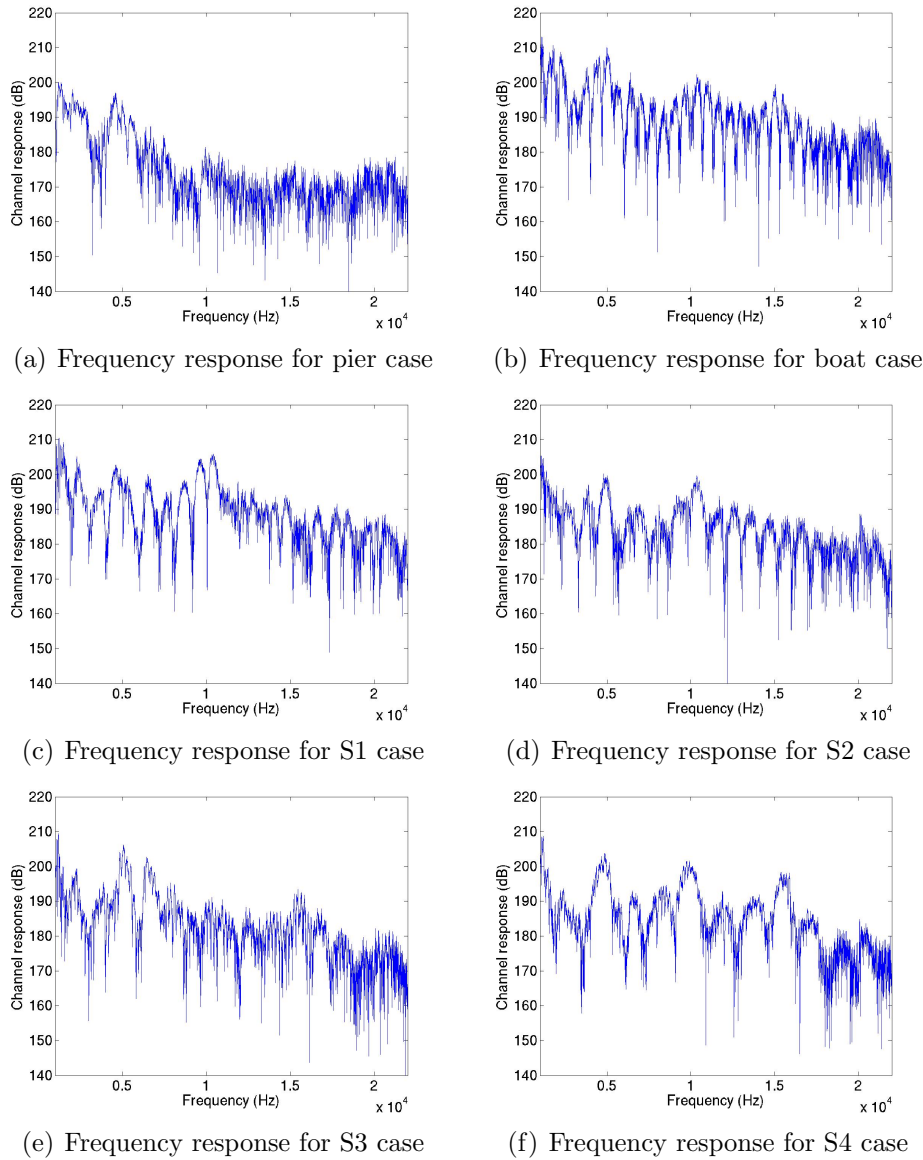 220
210
200
190
180
170
160
150
140
Channel response (dB)
0.5 1 1.5 2
Frequency (Hz)
x 10^4
(a) Frequency response for pier case
220
210
200
190
180
170
160
150
140
Channel response (dB)
0.5 1 1.5 2
Frequency (Hz)
x 10^4
(b) Frequency response for boat case
220
210
200
190
180
170
160
150
140
Channel response (dB)
0.5 1 1.5 2
Frequency (Hz)
x 10^4
(c) Frequency response for S1 case
220
210
200
190
180
170
160
150
140
Channel response (dB)
0.5 1 1.5 2
Frequency (Hz)
x 10^4
(d) Frequency response for S2 case
220
210
200
190
180
170
160
150
140
Channel response (dB)
0.5 1 1.5 2
Frequency (Hz)
x 10^4
(e) Frequency response for S3 case
220
210
200
190
180
170
160
150
140
Channel response (dB)
0.5 1 1.5 2
Frequency (Hz)
x 10^4
(f) Frequency response for S4 case